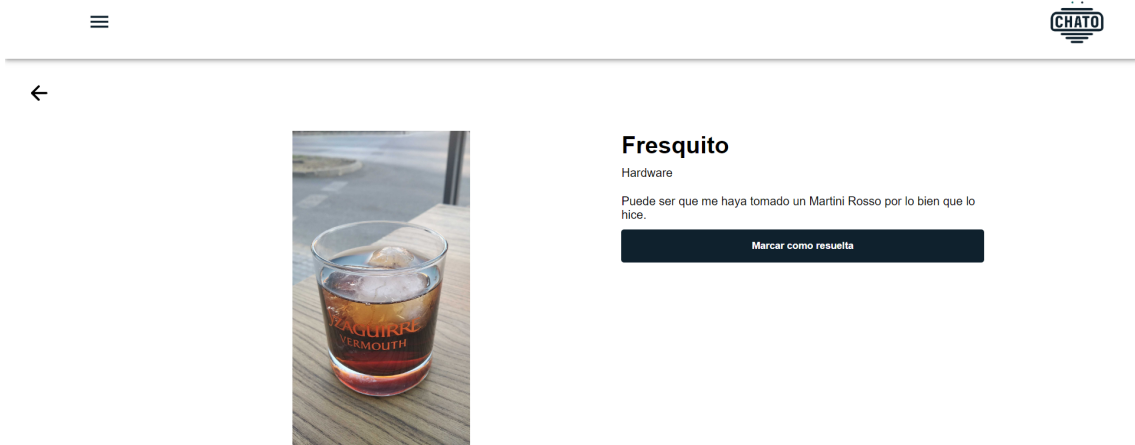 CHATO
Fresquito
Hardware
Puede ser que me haya tomado un Martini Rosso por lo bien que lo
hice.
Marcar como resuelta
YZAGUIRRE
VERMOUTH